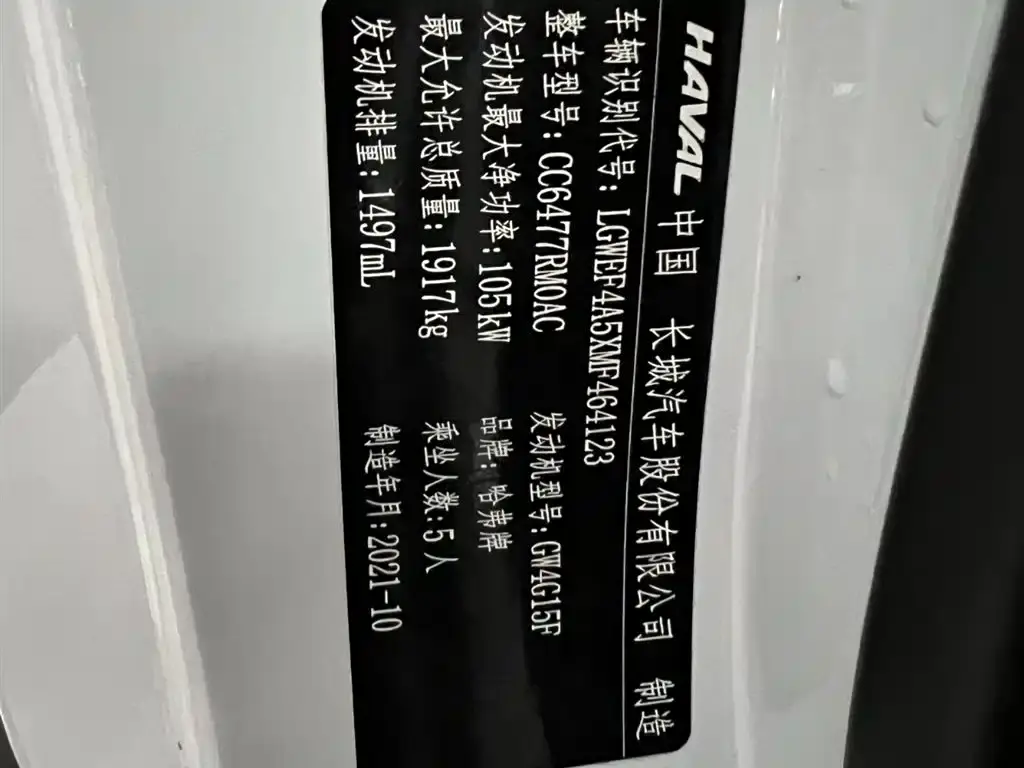 HAVAL 中国 长城汽车股份有限公司 制造
车辆识别代号:LGWEF4A5XMF464123
整车型号:CC6477RM0AC 发动机型号:GW4G15F
发动机最大净功率:105kW 品牌:哈弗牌
最大允许总质量:1917kg 乘坐人数:5人
发动机排量:1497mL 制造年月:2021-10